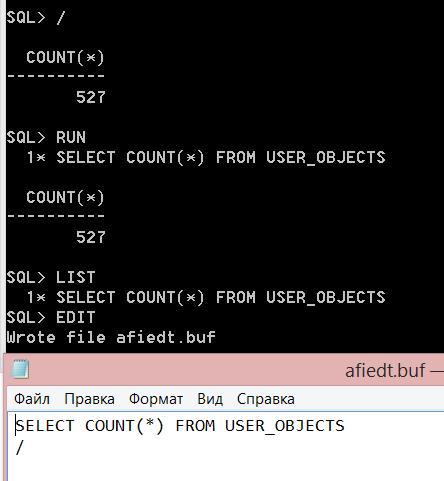 SQL> /
COUNT(*)
----------
527
SQL> RUN
1* SELECT COUNT(*) FROM USER_OBJECTS
COUNT(*)
----------
527
SQL> LIST
1* SELECT COUNT(*) FROM USER_OBJECTS
SQL> EDIT
Wrote file afiedt.buf
afiedt.buf —
Файл Правка Формат Вид Справка
SELECT COUNT(*) FROM USER_OBJECTS
/